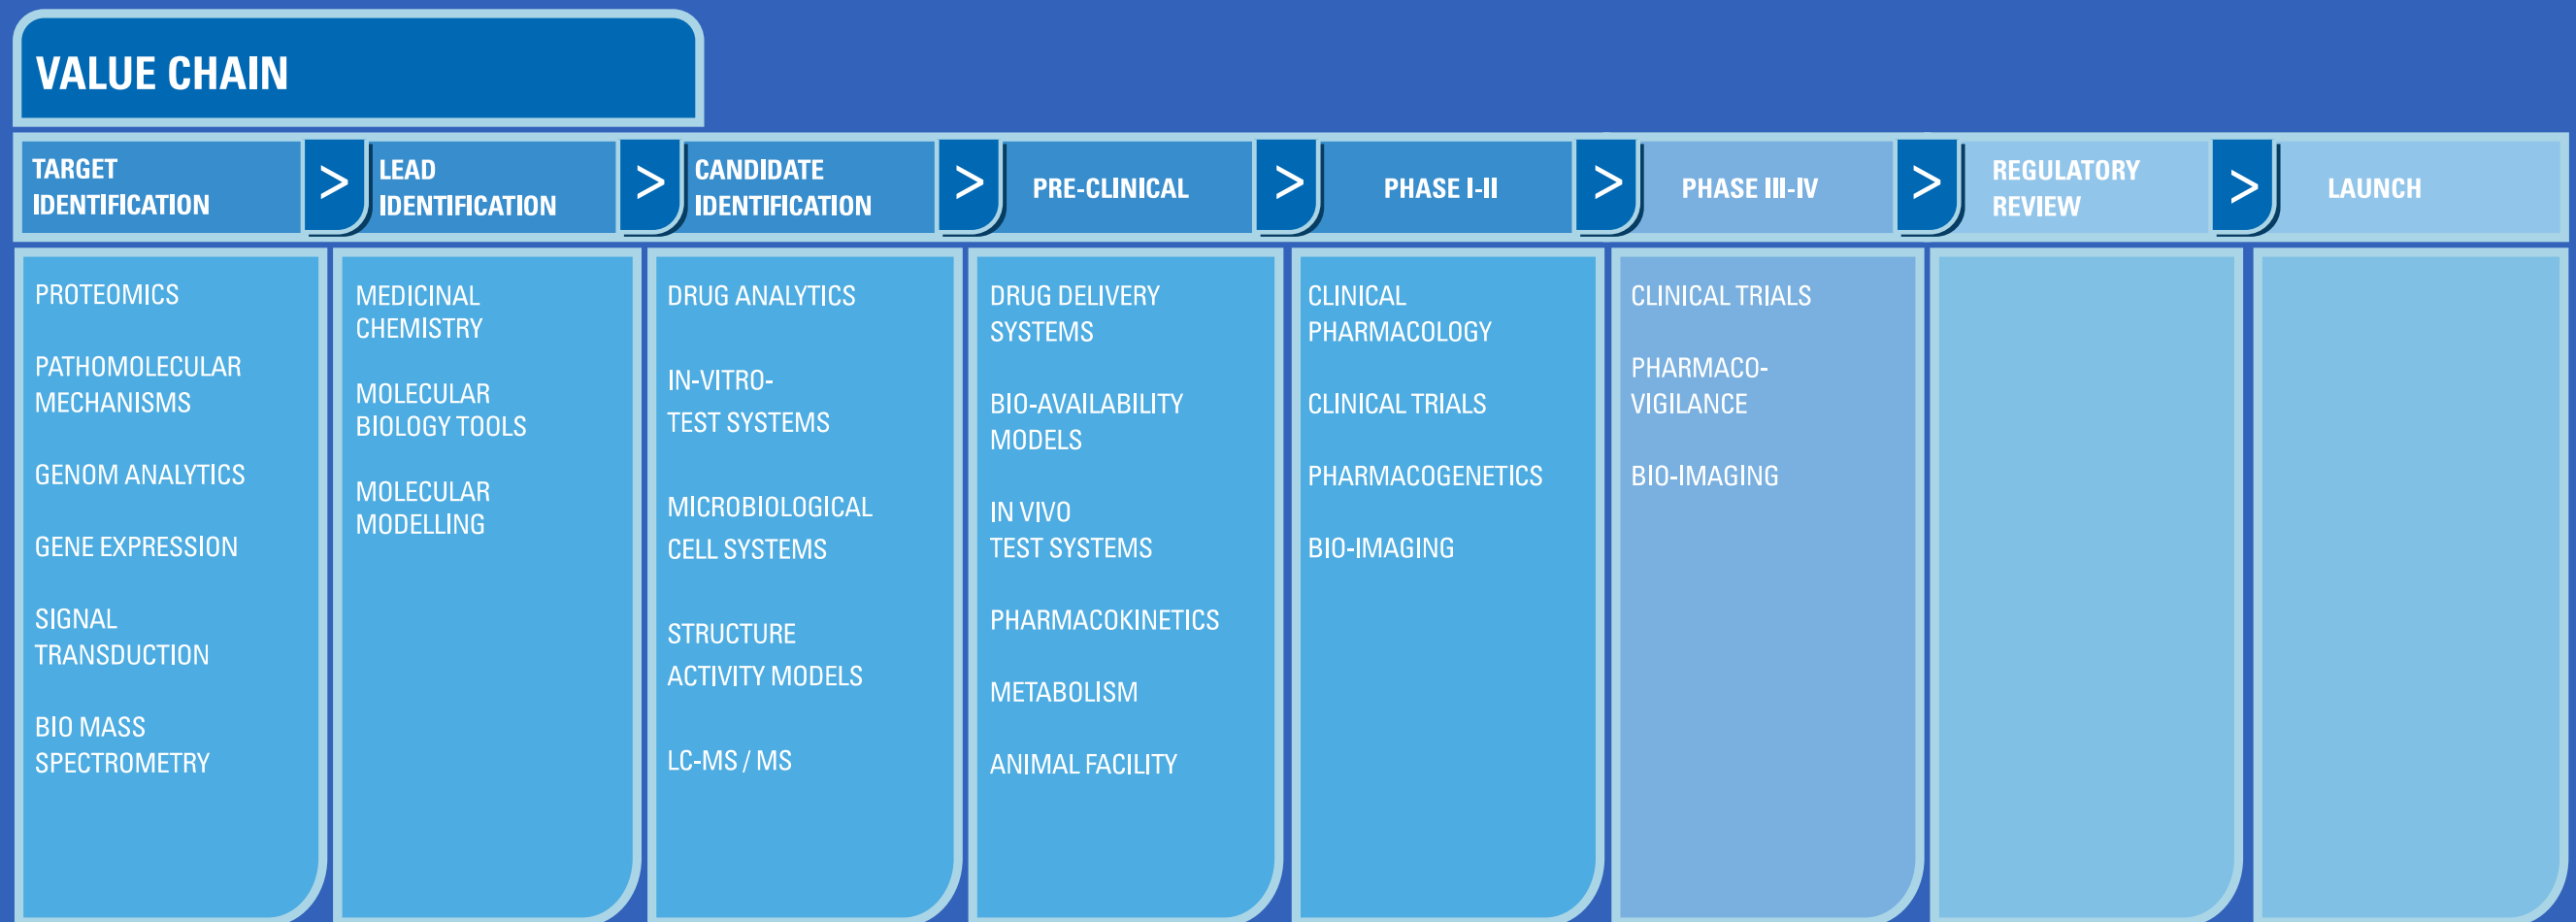 VALUE CHAIN
TARGET
IDENTIFICATION
>
LEAD
IDENTIFICATION
>
CANDIDATE
IDENTIFICATION
>
PRE-CLINICAL
>
PHASE I-II
>
PHASE III-IV
>
REGULATORY
REVIEW
>
LAUNCH
PROTEOMICS
PATHOMOLECULAR
MECHANISMS
GENOM ANALYTICS
GENE EXPRESSION
SIGNAL
TRANSDUCTION
BIO MASS
SPECTROMETRY
MEDICINAL
CHEMISTRY
MOLECULAR
BIOLOGY TOOLS
MOLECULAR
MODELLING
DRUG ANALYTICS
IN-VITRO-
TEST SYSTEMS
MICROBIOLOGICAL
CELL SYSTEMS
STRUCTURE
ACTIVITY MODELS
LC-MS / MS
DRUG DELIVERY
SYSTEMS
BIO-AVAILABILITY
MODELS
IN VIVO
TEST SYSTEMS
PHARMACOKINETICS
METABOLISM
ANIMAL FACILITY
CLINICAL
PHARMACOLOGY
CLINICAL TRIALS
PHARMACOGENETICS
BIO-IMAGING
CLINICAL TRIALS
PHARMACO-
VIGILANCE
BIO-IMAGING